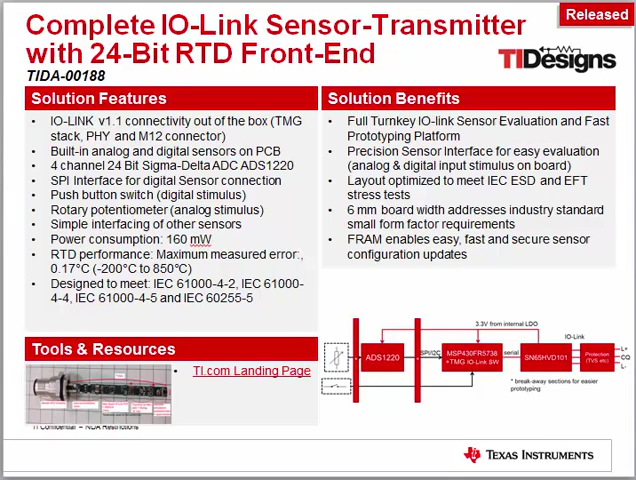 Complete IO-Link Sensor-Transmitter
with 24-Bit RTD Front-End
TIDA-00188
Released
TIDesigns
Solution Features
• IO-LINK v1.1 connectivity out of the box (TMG
stack, PHY and M12 connector)
• Built-in analog and digital sensors on PCB
• 4 channel 24 Bit Sigma-Delta ADC ADS1220
• SPI Interface for digital Sensor connection
• Push button switch (digital stimulus)
• Rotary potentiometer (analog stimulus)
• Simple interfacing of other sensors
• Power consumption: 160 mW
• RTD performance: Maximum measured error:,
0.17°C (-200°C to 850°C)
• Designed to meet: IEC 61000-4-2, IEC 61000-
4-4, IEC 61000-4-5 and IEC 60255-5
Solution Benefits
• Full Turnkey IO-link Sensor Evaluation and Fast
Prototyping Platform
• Precision Sensor Interface for easy evaluation
(analog & digital input stimulus on board)
• Layout optimized to meet IEC ESD and EFT
stress tests
• 6 mm board width addresses industry standard
small form factor requirements
• FRAM enables easy, fast and secure sensor
configuration updates
Tools & Resources
• TI.com Landing Page
TI Confidential – NDA Restrictions
3.3V from internal LDO
IO-Link
ADS1220
SPI/I2C
MSP430FR5738
+TMG IO-Link SW
serial
SN65HVD101
Protection
(TVS etc)
L+
CQ
L-
* break-away sections for easier
prototyping
TEXAS INSTRUMENTS